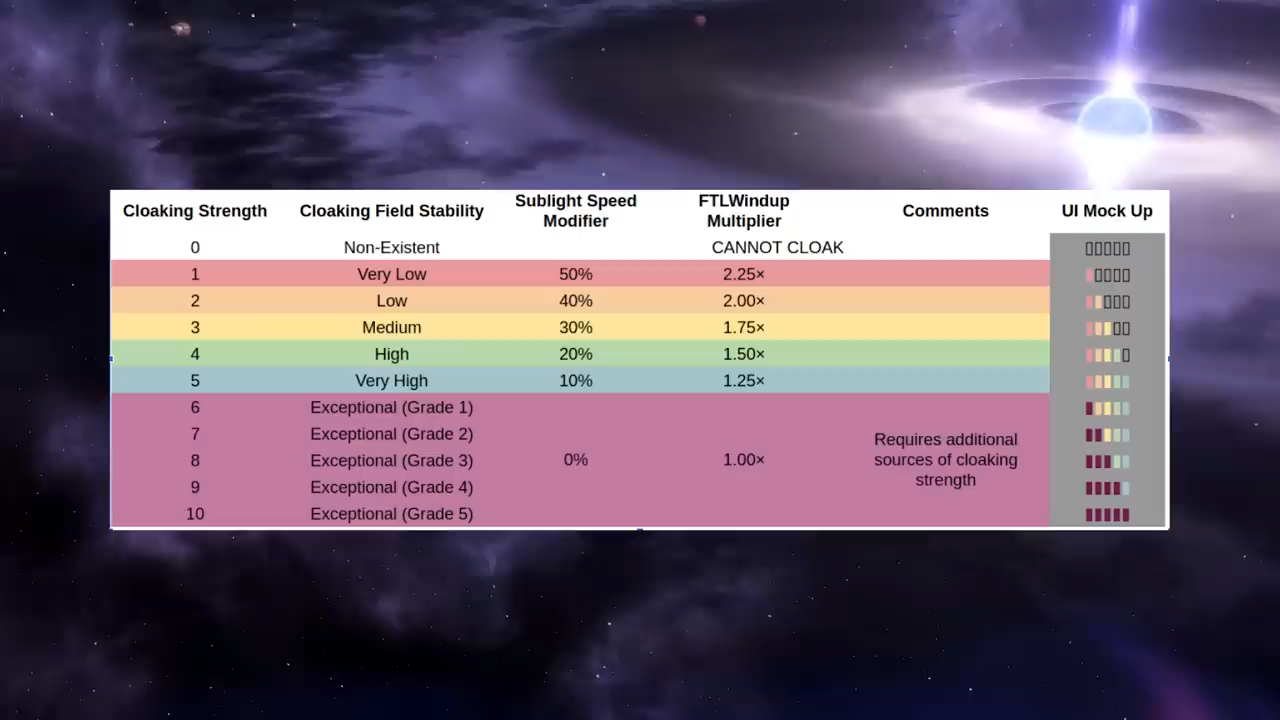 Cloaking Strength Cloaking Field Stability Sublight Speed Modifier FTLWindup Multiplier Comments UI Mock Up
0 Non-Existent CANNOT CLOAK
1 Very Low 50% 2.25×
2 Low 40% 2.00×
3 Medium 30% 1.75×
4 High 20% 1.50×
5 Very High 10% 1.25×
6 Exceptional (Grade 1)
7 Exceptional (Grade 2)
8 Exceptional (Grade 3) 0% 1.00× Requires additional sources of cloaking strength
9 Exceptional (Grade 4)
10 Exceptional (Grade 5)